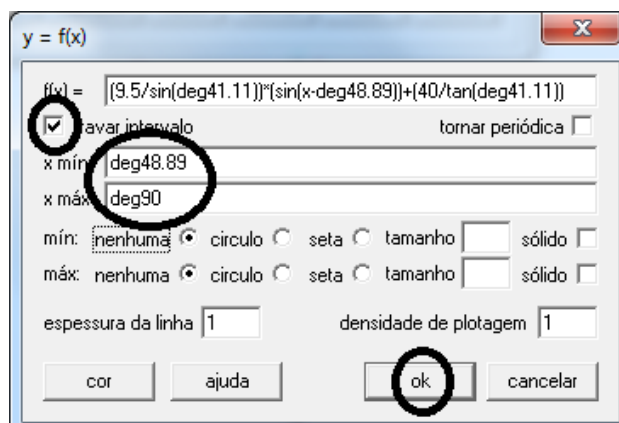 y = f(x)
f(x) = (9.5/sin(deg41.11))*(sin(x-deg48.89))+(40/tan(deg41.11))
travar intervalo tornar periódica
x mín deg48.89
x máx deg90
mín: nenhuma circulo seta tamanho sólido
máx: nenhuma circulo seta tamanho sólido
espessura da linha 1 densidade de plotagem 1
cor ajuda ok cancelar